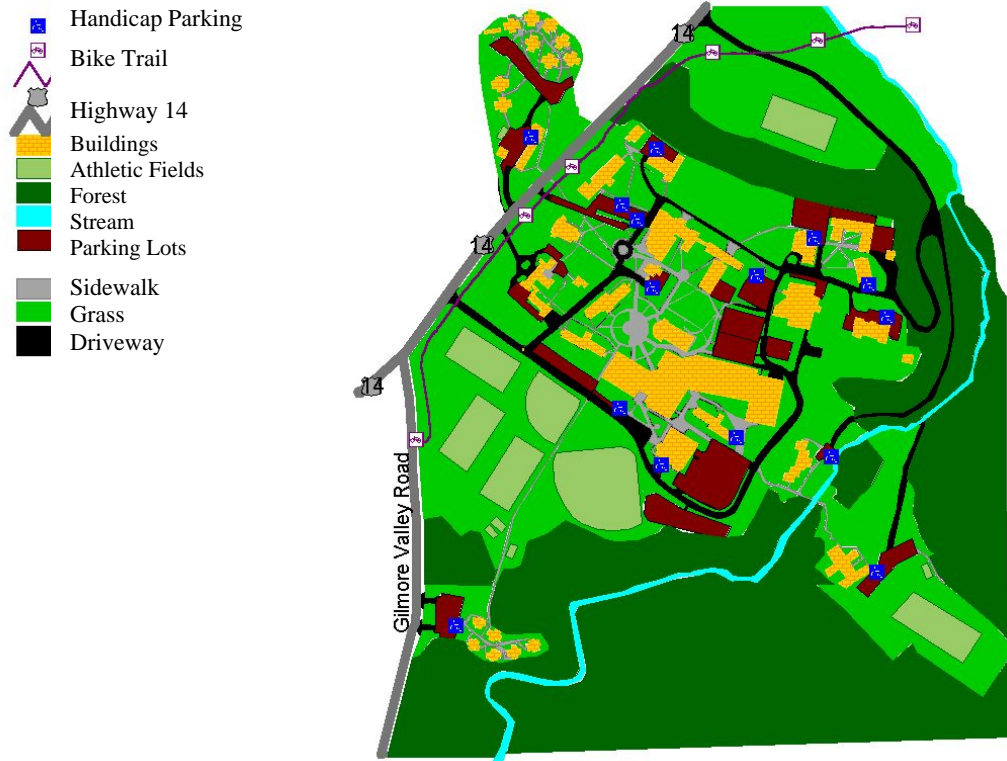 Handicap Parking
Bike Trail
Highway 14
Buildings
Athletic Fields
Forest
Stream
Parking Lots
Sidewalk
Grass
Driveway
14
14
14
Gilmore Valley Road